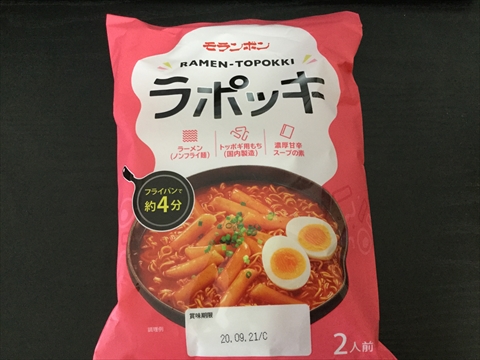 モランボン
RAMEN-TOPOKKI
ラポッキ
ラーメン
(ノンフライ麺)
トッポギ用もち
(国内製造)
濃厚甘辛
スープの素
フライパンで
約4分
賞味期限
20.09.21/C
調理例
2人前